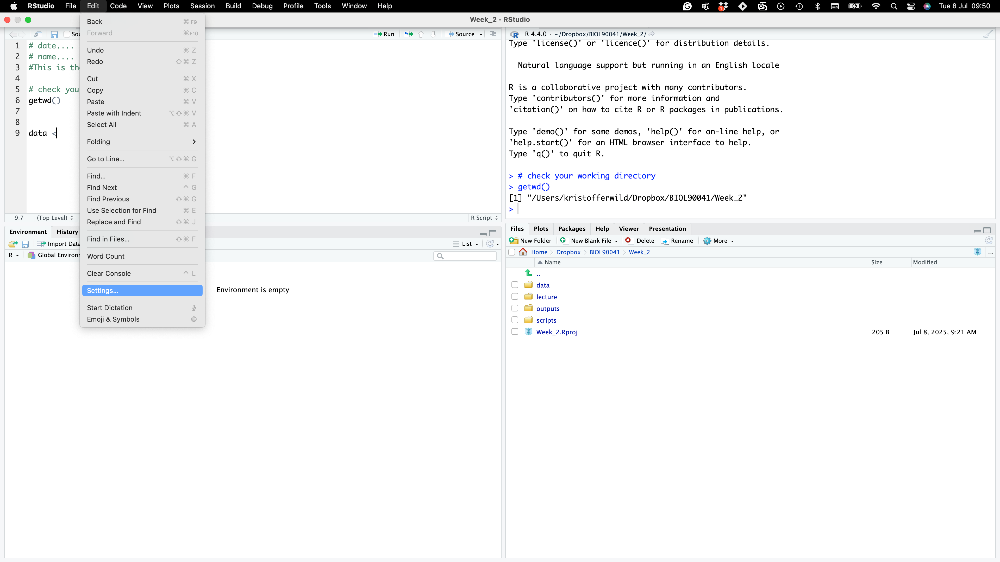 RStudio File Edit Code View Plots Session Build Debug Profile Tools Window Help 1 Tue 8 Jul 09:50
Week_2 - RStudio
Back ⌘ F9
Forward ⌘F10
Undo ⌘ Z
Redo ⇧⌘ Z
Cut ⌘ X
Copy ⌘ C
Paste ⌘ V
Paste with Indent ⌥⇧⌘ V
Select All ⌘ A
Folding
Go to Line... ⌥⇧⌘ G
Find... ⌘ F
Find Next ^ G
Find Previous ⇧⌘ G
Use Selection for Find ⌘ E
Replace and Find ⇧⌘ J
Find in Files... ⇧⌘ F
Word Count
Clear Console ^ L
Settings...
Start Dictation
Emoji & Symbols
Sou Run Source
1 # date....
2 # name....
3 #This is th
4
5 # check you
6 getwd()
7
8
9 data <
9:7 (Top Level) R Script
Environment History
Import Data List
R Global Environ
Environment is empty
R 4.4.0 · ~/Dropbox/BIOL90041/Week_2/
Type 'license()' or 'licence()' for distribution details.
Natural language support but running in an English locale
R is a collaborative project with many contributors.
Type 'contributors()' for more information and
'citation()' on how to cite R or R packages in publications.
Type 'demo()' for some demos, 'help()' for on-line help, or
'help.start()' for an HTML browser interface to help.
Type 'q()' to quit R.
> # check your working directory
> getwd()
[1] "/Users/kristofferwild/Dropbox/BIOL90041/Week_2"
>
Files Plots Packages Help Viewer Presentation
New Folder New Blank File Delete Rename More
Home Dropbox BIOL90041 Week_2 ...
Name Size Modified
..
data
lecture
outputs
scripts
Week_2.Rproj 205 B Jul 8, 2025, 9:21 AM